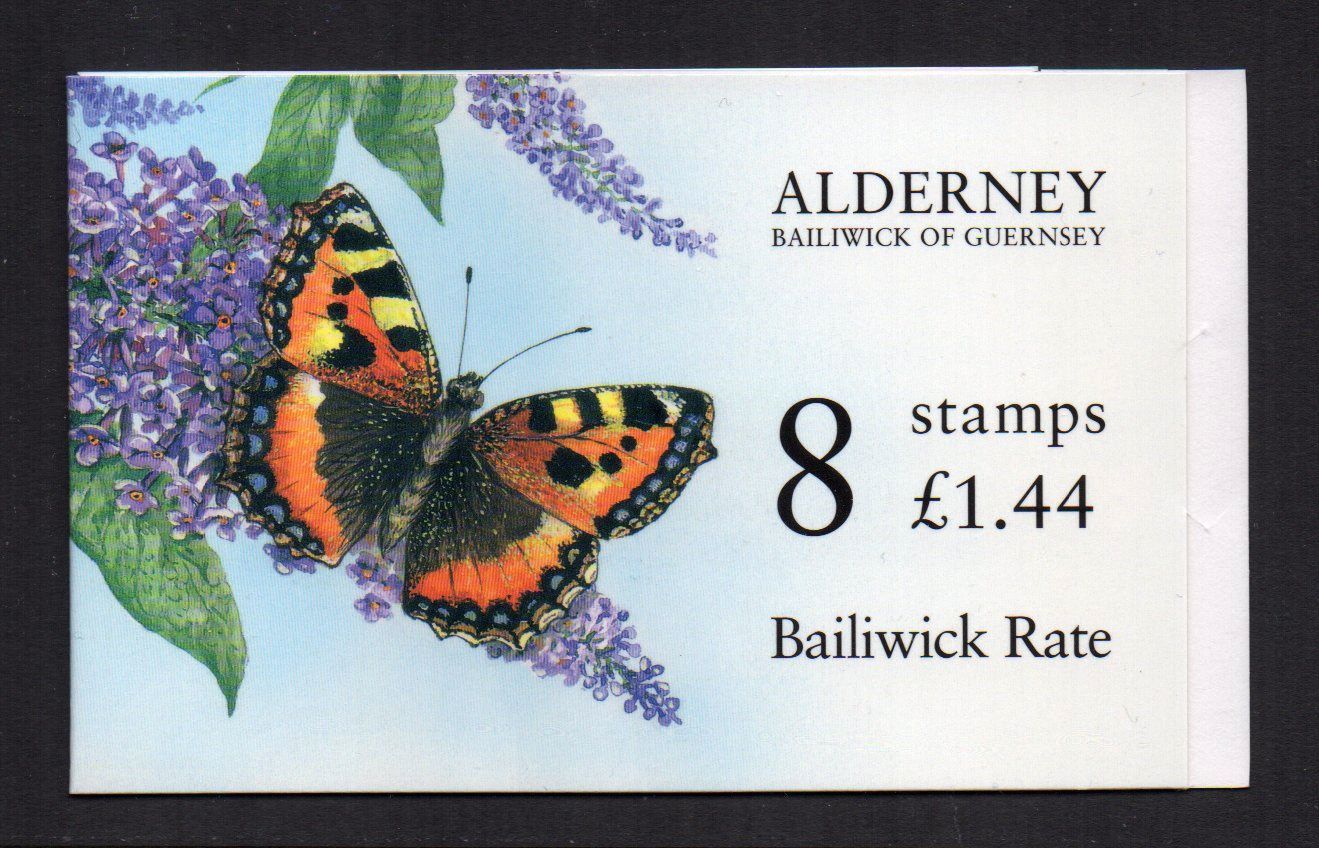 ALDERNEY
BAILIWICK OF GUERNSEY
8 stamps
£1.44
Bailiwick Rate